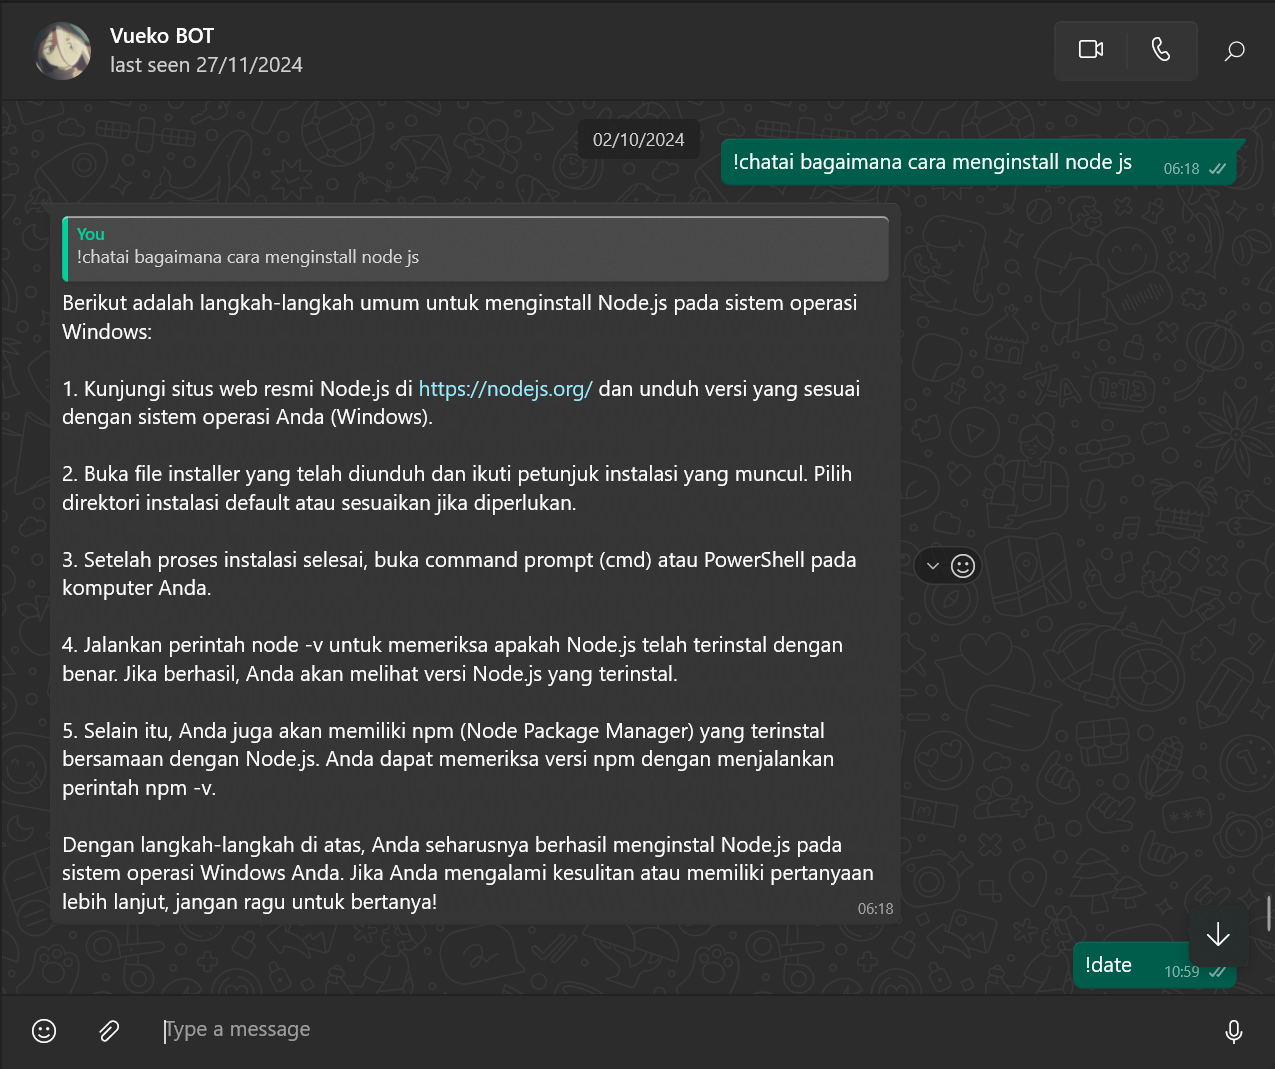 Vueko BOT
last seen 27/11/2024
02/10/2024
!chatai bagaimana cara menginstall node js 06:18
You
!chatai bagaimana cara menginstall node js
Berikut adalah langkah-langkah umum untuk menginstall Node.js pada sistem operasi
Windows:
1. Kunjungi situs web resmi Node.js di https://nodejs.org/ dan unduh versi yang sesuai
dengan sistem operasi Anda (Windows).
2. Buka file installer yang telah diunduh dan ikuti petunjuk instalasi yang muncul. Pilih
direktori instalasi default atau sesuaikan jika diperlukan.
3. Setelah proses instalasi selesai, buka command prompt (cmd) atau PowerShell pada
komputer Anda.
4. Jalankan perintah node -v untuk memeriksa apakah Node.js telah terinstal dengan
benar. Jika berhasil, Anda akan melihat versi Node.js yang terinstal.
5. Selain itu, Anda juga akan memiliki npm (Node Package Manager) yang terinstal
bersamaan dengan Node.js. Anda dapat memeriksa versi npm dengan menjalankan
perintah npm -v.
Dengan langkah-langkah di atas, Anda seharusnya berhasil menginstal Node.js pada
sistem operasi Windows Anda. Jika Anda mengalami kesulitan atau memiliki pertanyaan
lebih lanjut, jangan ragu untuk bertanya!
06:18
!date 10:59
Type a message